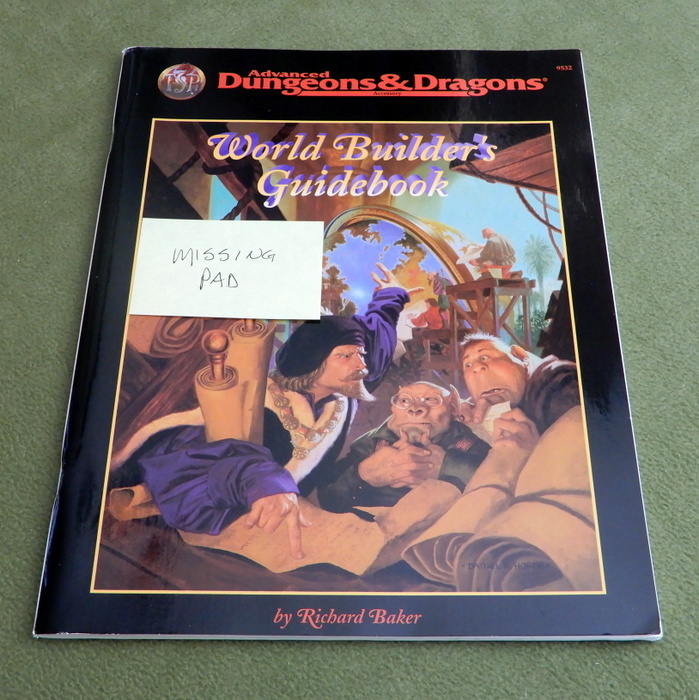 TSR
Advanced
Dungeons & Dragons®
Accessory
9532
World Builder's
Guidebook
MISSING
PAD
by Richard Baker